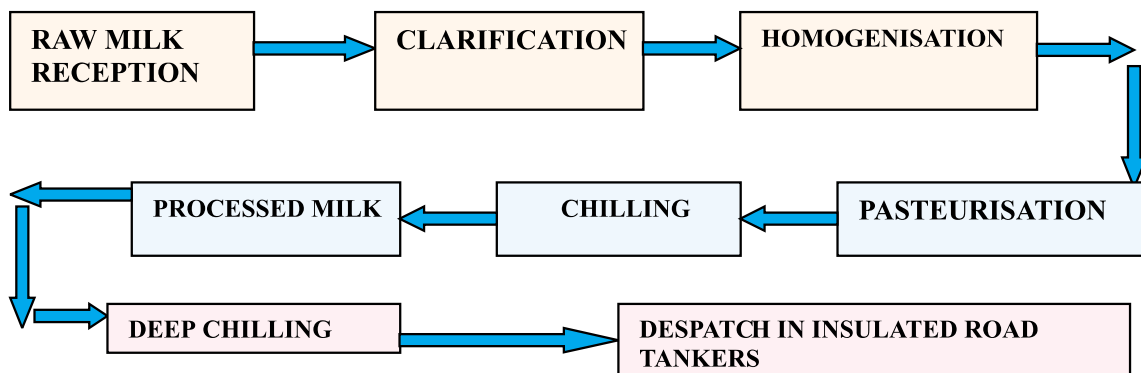 RAW MILK
RECEPTION
CLARIFICATION
HOMOGENISATION
PASTEURISATION
CHILLING
PROCESSED MILK
DEEP CHILLING
DESPATCH IN INSULATED ROAD
TANKERS